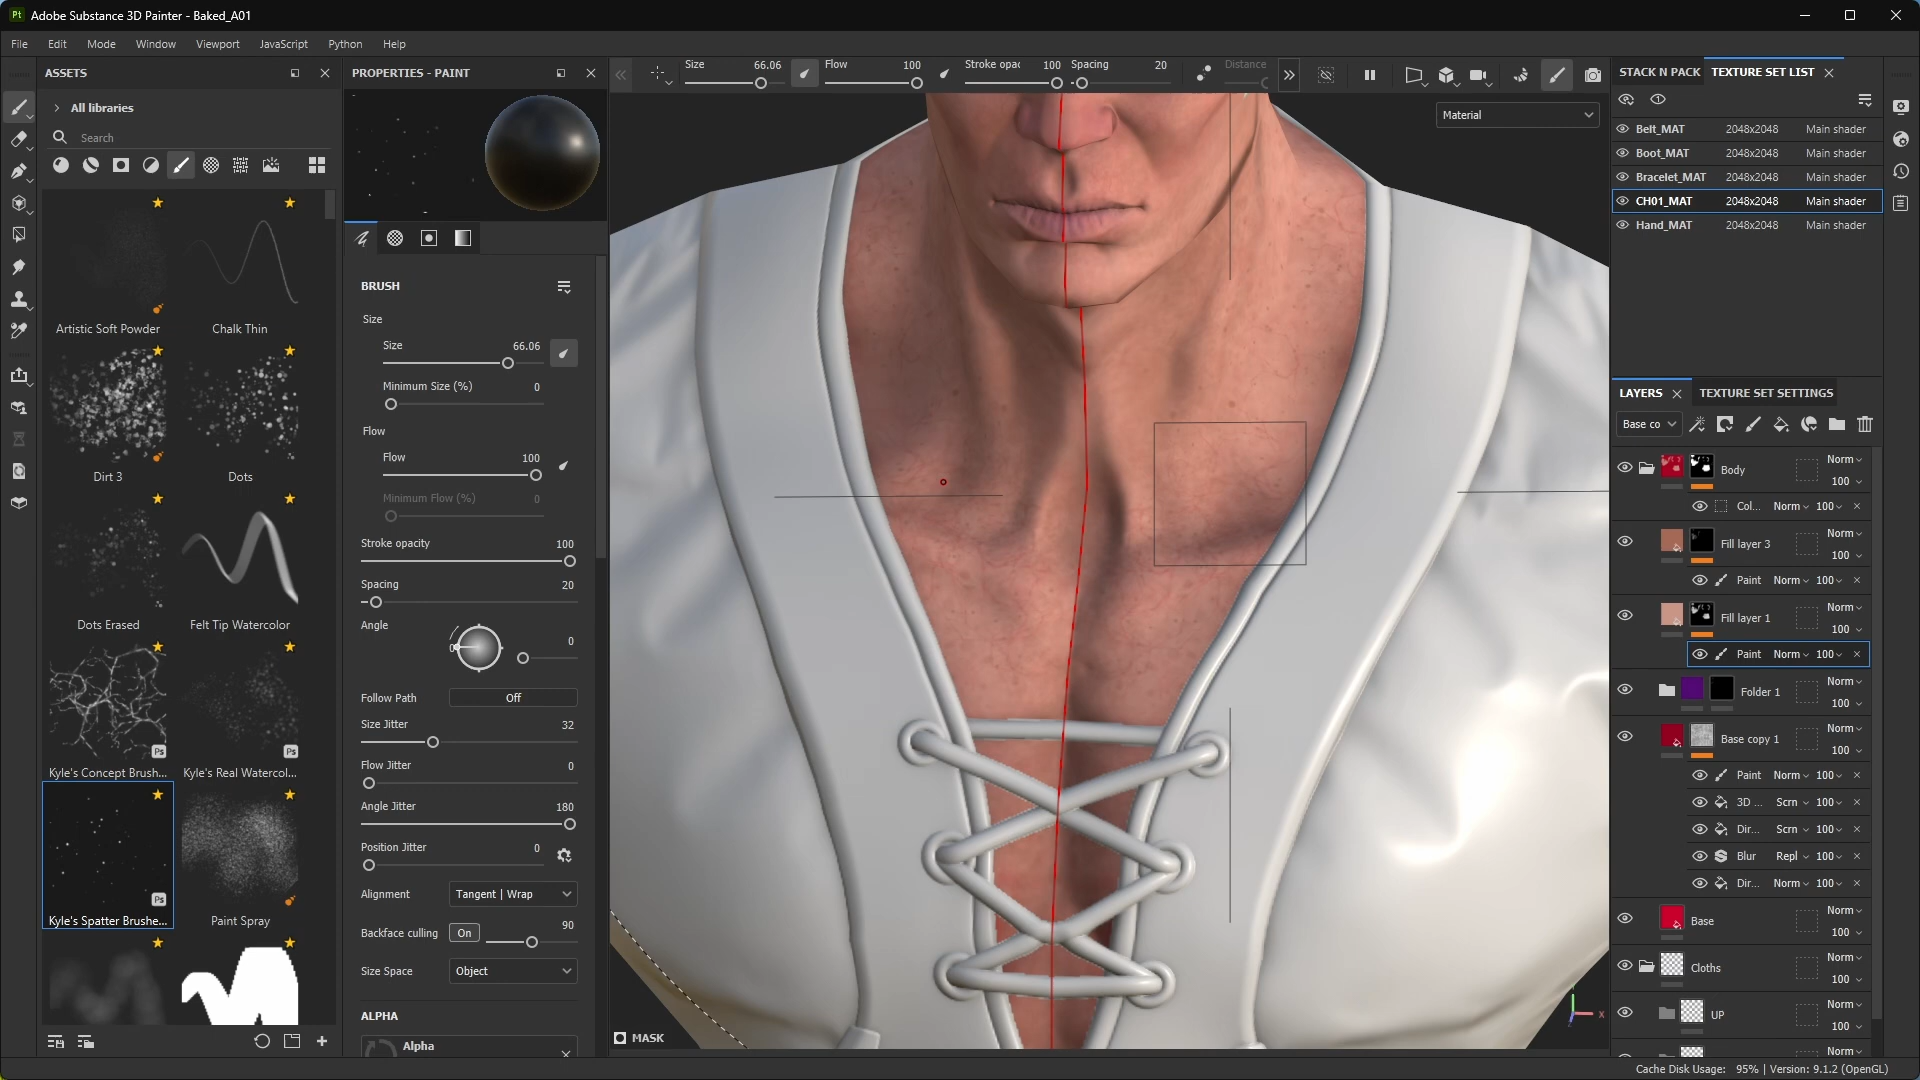 Pt Adobe Substance 3D Painter - Baked_A01
File Edit Mode Window Viewport JavaScript Python Help
ASSETS
All libraries
Search
Artistic Soft Powder
Chalk Thin
Dirt 3
Dots
Dots Erased
Felt Tip Watercolor
Ps
Ps
Kyle's Concept Brush...
Kyle's Real Watercol...
Ps
Kyle's Spatter Brushe...
Paint Spray
PROPERTIES - PAINT
BRUSH
Size
Size 66.06
Minimum Size (%) 0
Flow
Flow 100
Minimum Flow (%) 0
Stroke opacity 100
Spacing 20
Angle
0 0
Follow Path Off
Size Jitter 32
Flow Jitter 0
Angle Jitter 180
Position Jitter 0
Alignment Tangent | Wrap
Backface culling On 90
Size Space Object
ALPHA
Alpha
Size 66.06 Flow 100 Stroke opac 100 Spacing 20 Distance
Material
MASK
X
STACK N PACK TEXTURE SET LIST
1
Belt_MAT 2048x2048 Main shader
Boot_MAT 2048x2048 Main shader
Bracelet_MAT 2048x2048 Main shader
CH01_MAT 2048x2048 Main shader
Hand_MAT 2048x2048 Main shader
LAYERS TEXTURE SET SETTINGS
Base co
Body Norm 100
Col... Norm 100
Fill layer 3 Norm 100
Paint Norm 100
Fill layer 1 Norm 100
Paint Norm 100
Folder 1 Norm 100
Base copy 1 Norm 100
Paint Norm 100
3D ... Scrn 100
Dir... Scrn 100
Blur Repl 100
Dir... Norm 100
Base Norm 100
Cloths Norm 100
UP Norm 100
Norm
Cache Disk Usage: 95% | Version: 9.1.2 (OpenGL)